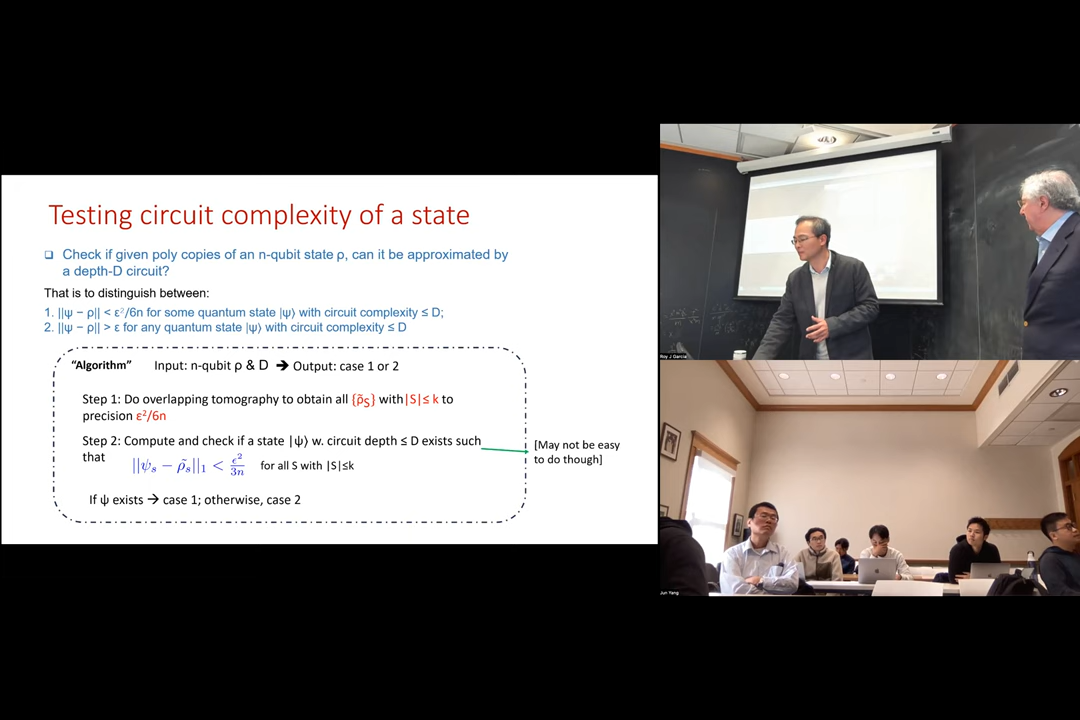 Testing circuit complexity of a state
❑ Check if given poly copies of an n-qubit state ρ, can it be approximated by
a depth-D circuit?
That is to distinguish between:
1. ||ψ − ρ|| < ε²/6n for some quantum state |ψ⟩ with circuit complexity ≤ D;
2. ||ψ − ρ|| > ε for any quantum state |ψ⟩ with circuit complexity ≤ D
“Algorithm” Input: n-qubit ρ & D ➔ Output: case 1 or 2
Step 1: Do overlapping tomography to obtain all {ρ̃_S} with|S|≤ k to
precision ε²/6n
Step 2: Compute and check if a state |ψ⟩ w. circuit depth ≤ D exists such
that ||ψ_s − ρ̃_s||_1 < ε²/3n for all S with |S|≤k
[May not be easy
to do though]
If ψ exists → case 1; otherwise, case 2
Roy J Garcia
Jun Yang